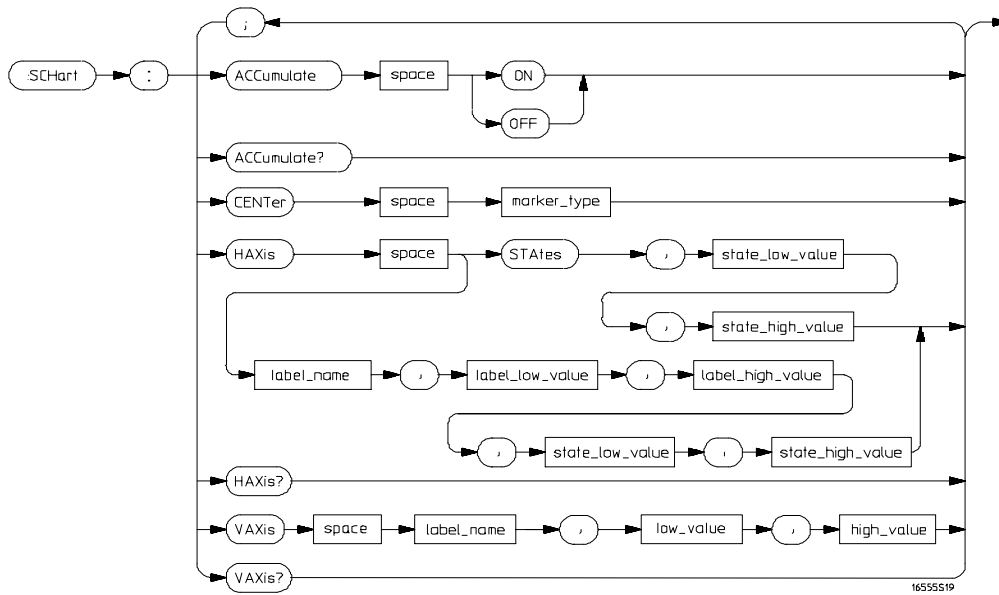 ;
:SCHart : ACCumulate space ON
OFF
ACCumulate?
CENTer space marker_type
HAXis space STAtes , state_low_value
, state_high_value
label_name , label_low_value , label_high_value
, state_low_value , state_high_value
HAXis?
VAXis space label_name , low_value , high_value
VAXis?
16555S19